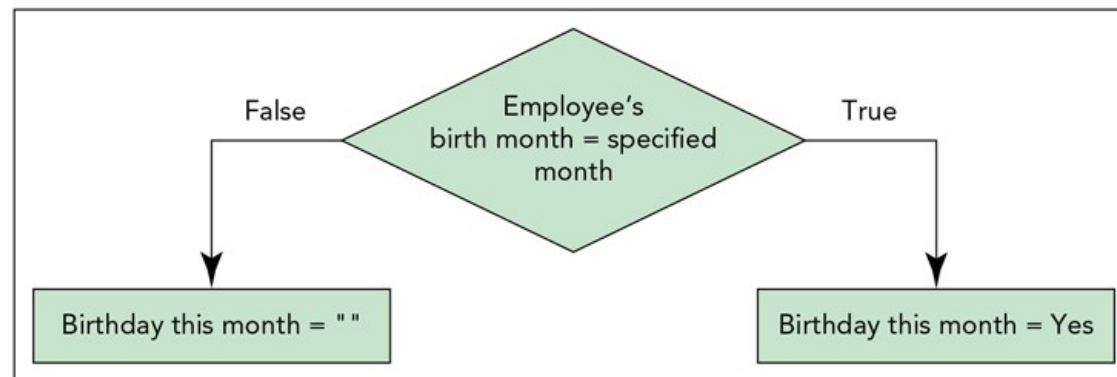 False
Employee’s
birth month = specified
month
True
Birthday this month = " "
Birthday this month = Yes